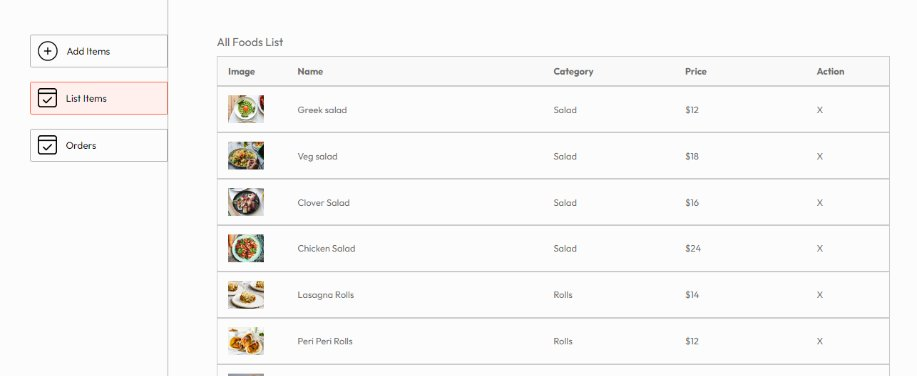 Add Items
List Items
Orders
All Foods List
Image Name Category Price Action
Greek salad Salad $12 X
Veg salad Salad $18 X
Clover Salad Salad $16 X
Chicken Salad Salad $24 X
Lasagna Rolls Rolls $14 X
Peri Peri Rolls Rolls $12 X